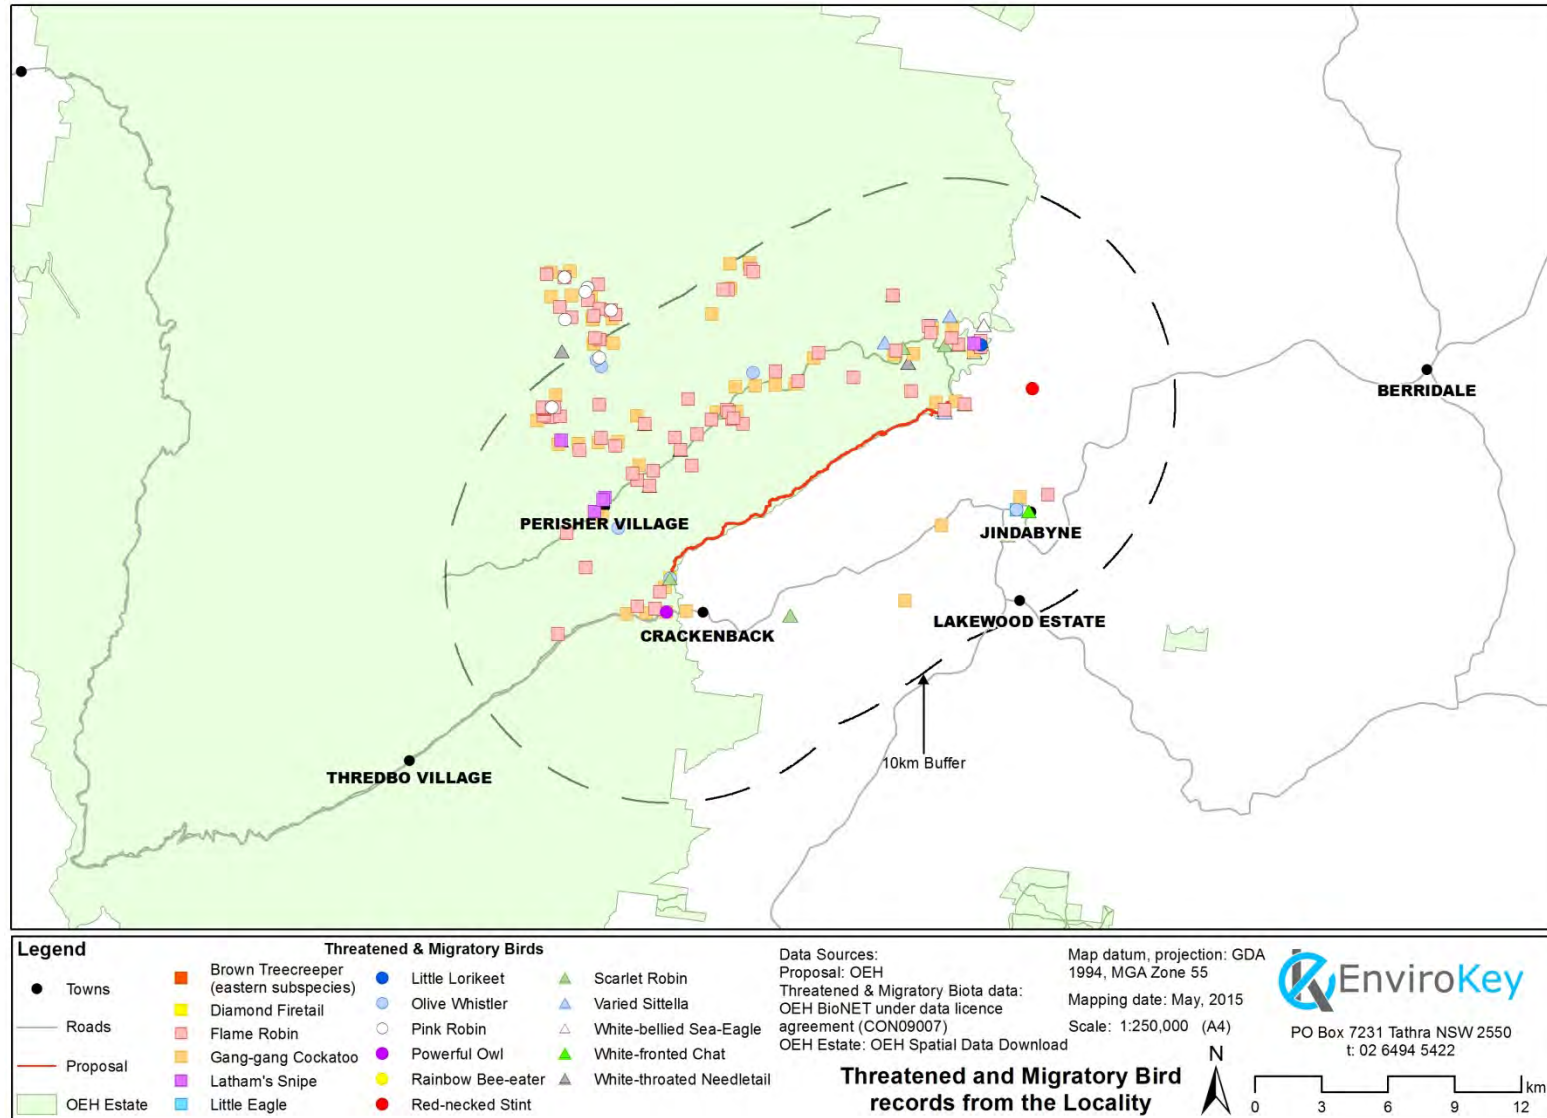 BERRIDALE
PERISHER VILLAGE
JINDABYNE
LAKEWOOD ESTATE
CRACKENBACK
10km Buffer
THREDBO VILLAGE
Legend
Towns
Roads
Proposal
OEH Estate
Threatened & Migratory Birds
Brown Treecreeper
(eastern subspecies)
Diamond Firetail
Flame Robin
Gang-gang Cockatoo
Latham's Snipe
Little Eagle
Little Lorikeet
Olive Whistler
Pink Robin
Powerful Owl
Rainbow Bee-eater
Red-necked Stint
Scarlet Robin
Varied Sittella
White-bellied Sea-Eagle
White-fronted Chat
White-throated Needletail
Data Sources:
Proposal: OEH
Threatened & Migratory Biota data:
OEH BioNET under data licence
agreement (CON09007)
OEH Estate: OEH Spatial Data Download
Map datum, projection: GDA
1994, MGA Zone 55
Mapping date: May, 2015
Scale: 1:250,000 (A4)
Threatened and Migratory Bird
records from the Locality
N
EnviroKey
PO Box 7231 Tathra NSW 2550
t: 02 6494 5422
km
0 3 6 9 12